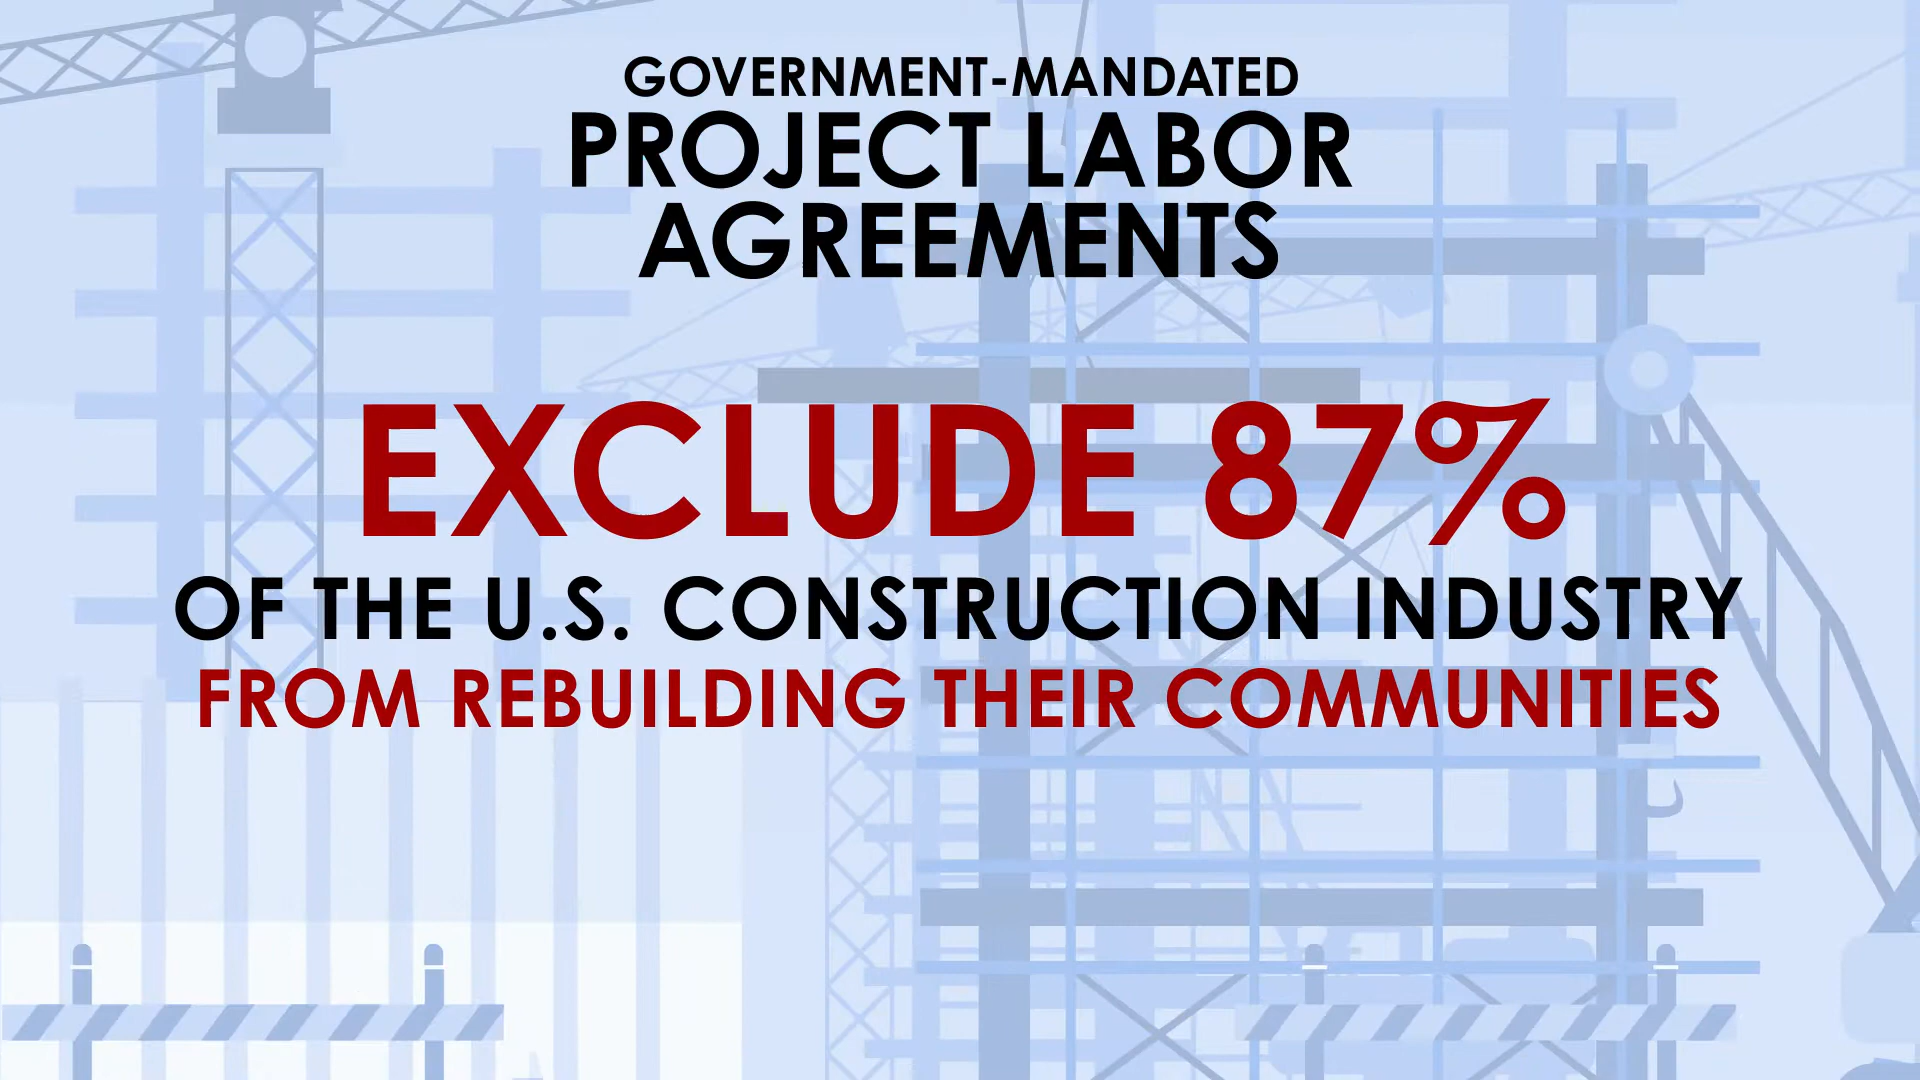 GOVERNMENT-MANDATED
PROJECT LABOR
AGREEMENTS
EXCLUDE 87%
OF THE U.S. CONSTRUCTION INDUSTRY
FROM REBUILDING THEIR COMMUNITIES